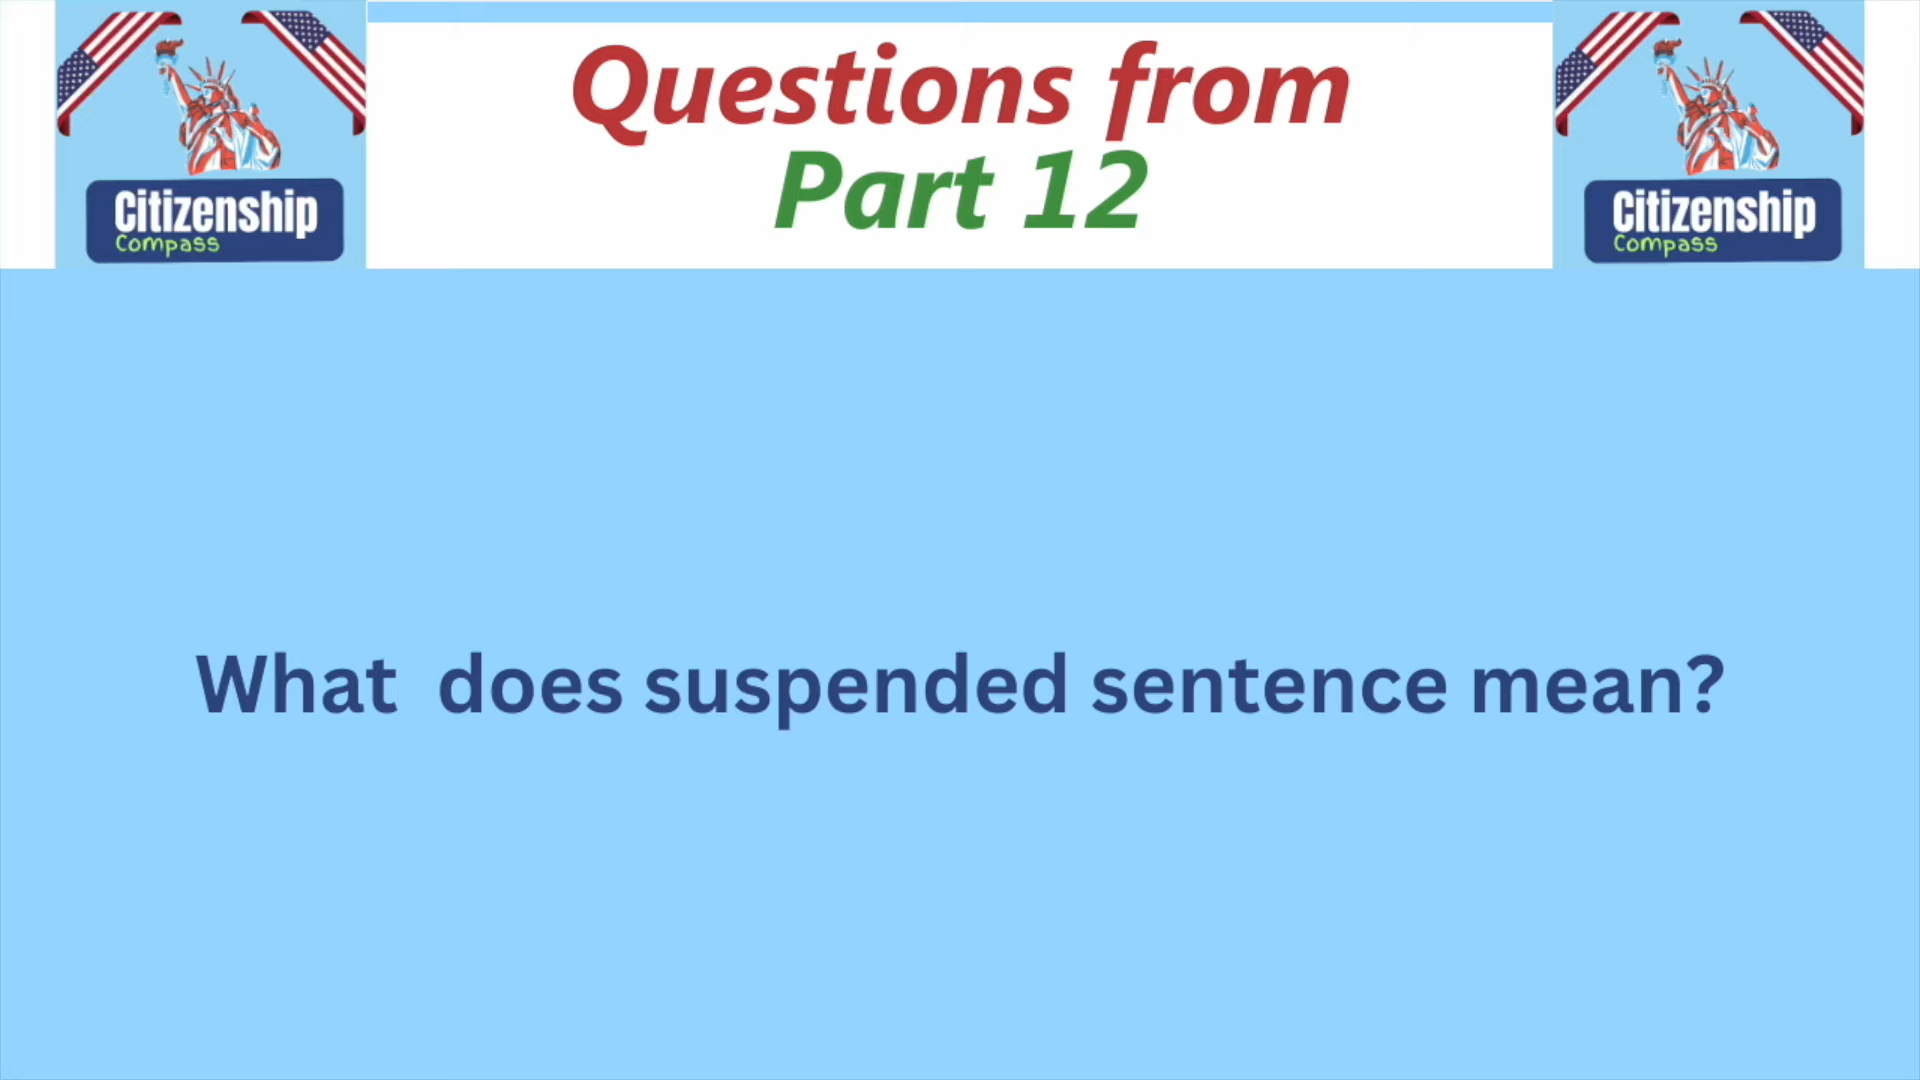 Questions from
Part 12
Citizenship
Compass
Citizenship
Compass
What does suspended sentence mean?